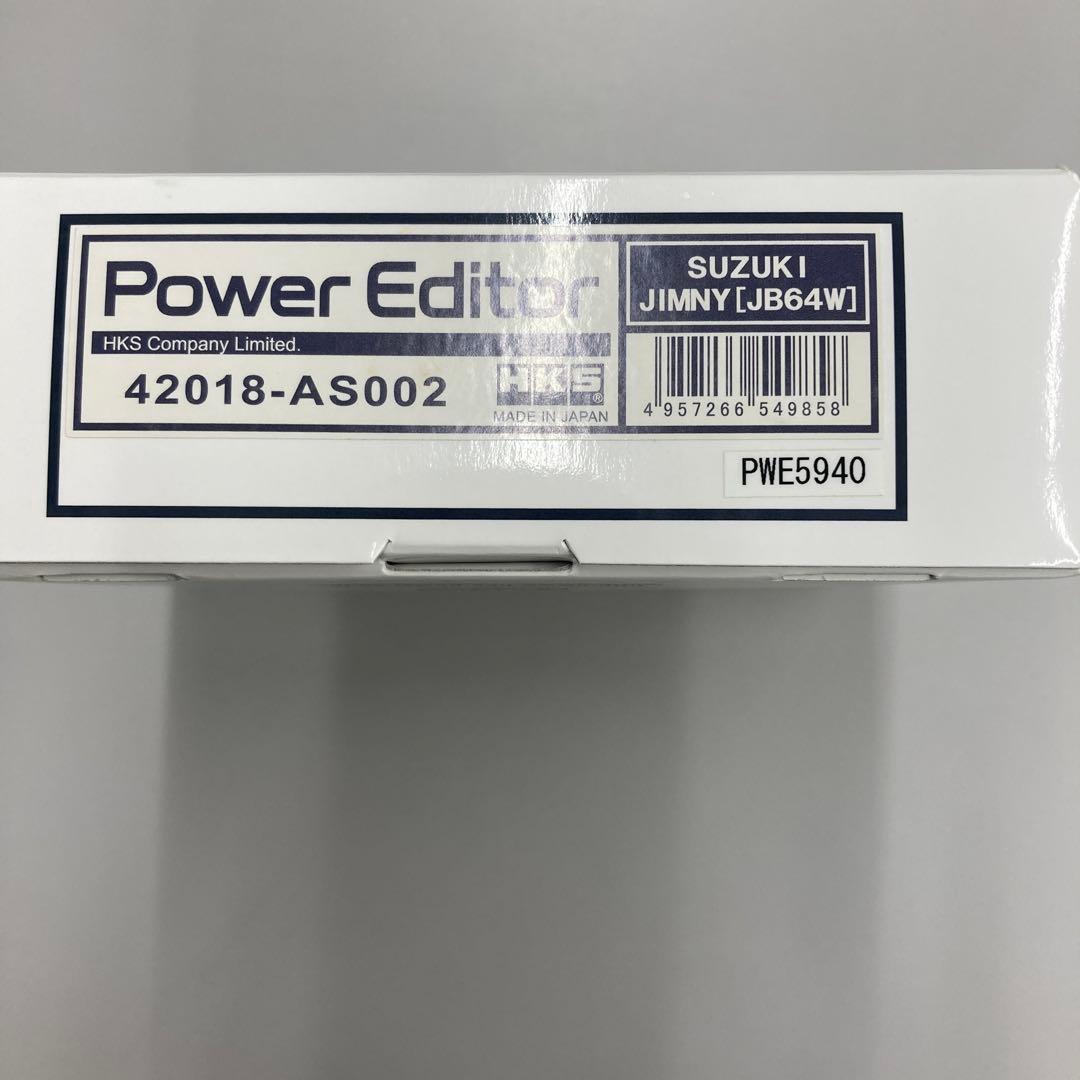 Power Editor
HKS Company Limited.
42018-AS002
HKS®
MADE IN JAPAN
SUZUKI
JIMNY[JB64W]
4 957266 549858
PWE5940